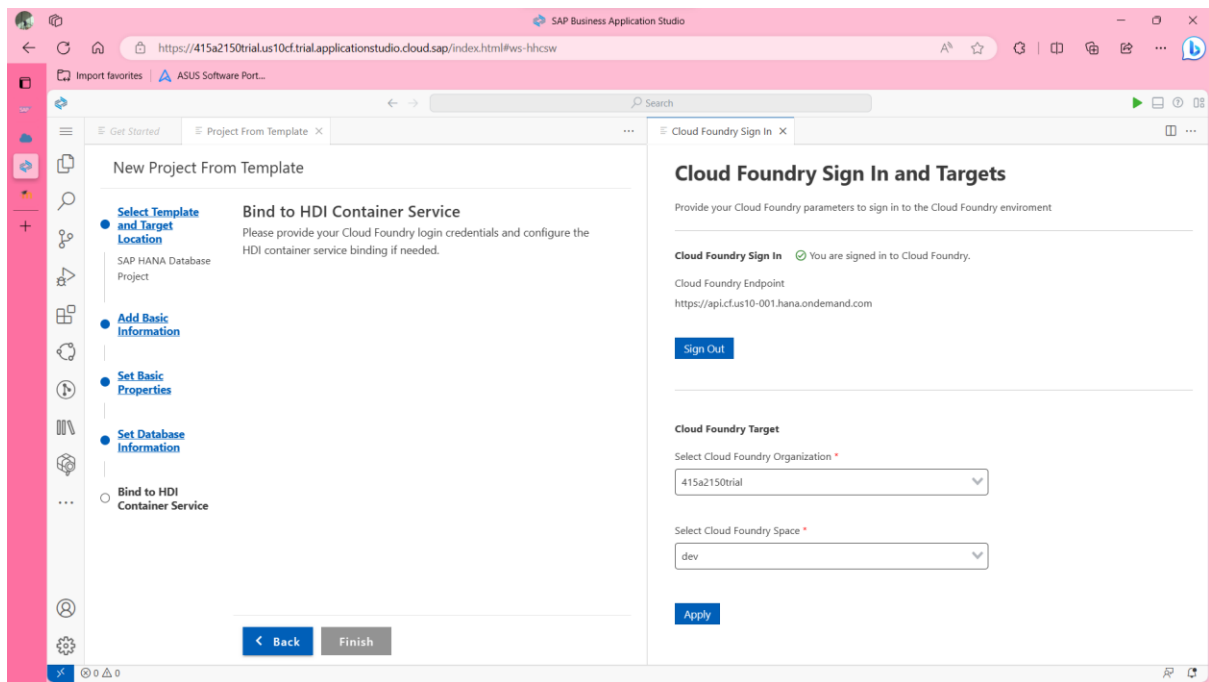 SAP Business Application Studio
https://415a2150trial.us10cf.trial.applicationstudio.cloud.sap/index.html#ws-hhcsw
Import favorites
ASUS Software Port...
Search
Get Started
Project From Template
...
Cloud Foundry Sign In
...
New Project From Template
Select Template
and Target
Location
SAP HANA Database
Project
Add Basic
Information
Set Basic
Properties
Set Database
Information
Bind to HDI
Container Service
Bind to HDI Container Service
Please provide your Cloud Foundry login credentials and configure the
HDI container service binding if needed.
Back
Finish
Cloud Foundry Sign In and Targets
Provide your Cloud Foundry parameters to sign in to the Cloud Foundry enviroment
Cloud Foundry Sign In
You are signed in to Cloud Foundry.
Cloud Foundry Endpoint
https://api.cf.us10-001.hana.ondemand.com
Sign Out
Cloud Foundry Target
Select Cloud Foundry Organization *
415a2150trial
Select Cloud Foundry Space *
dev
Apply
0 0